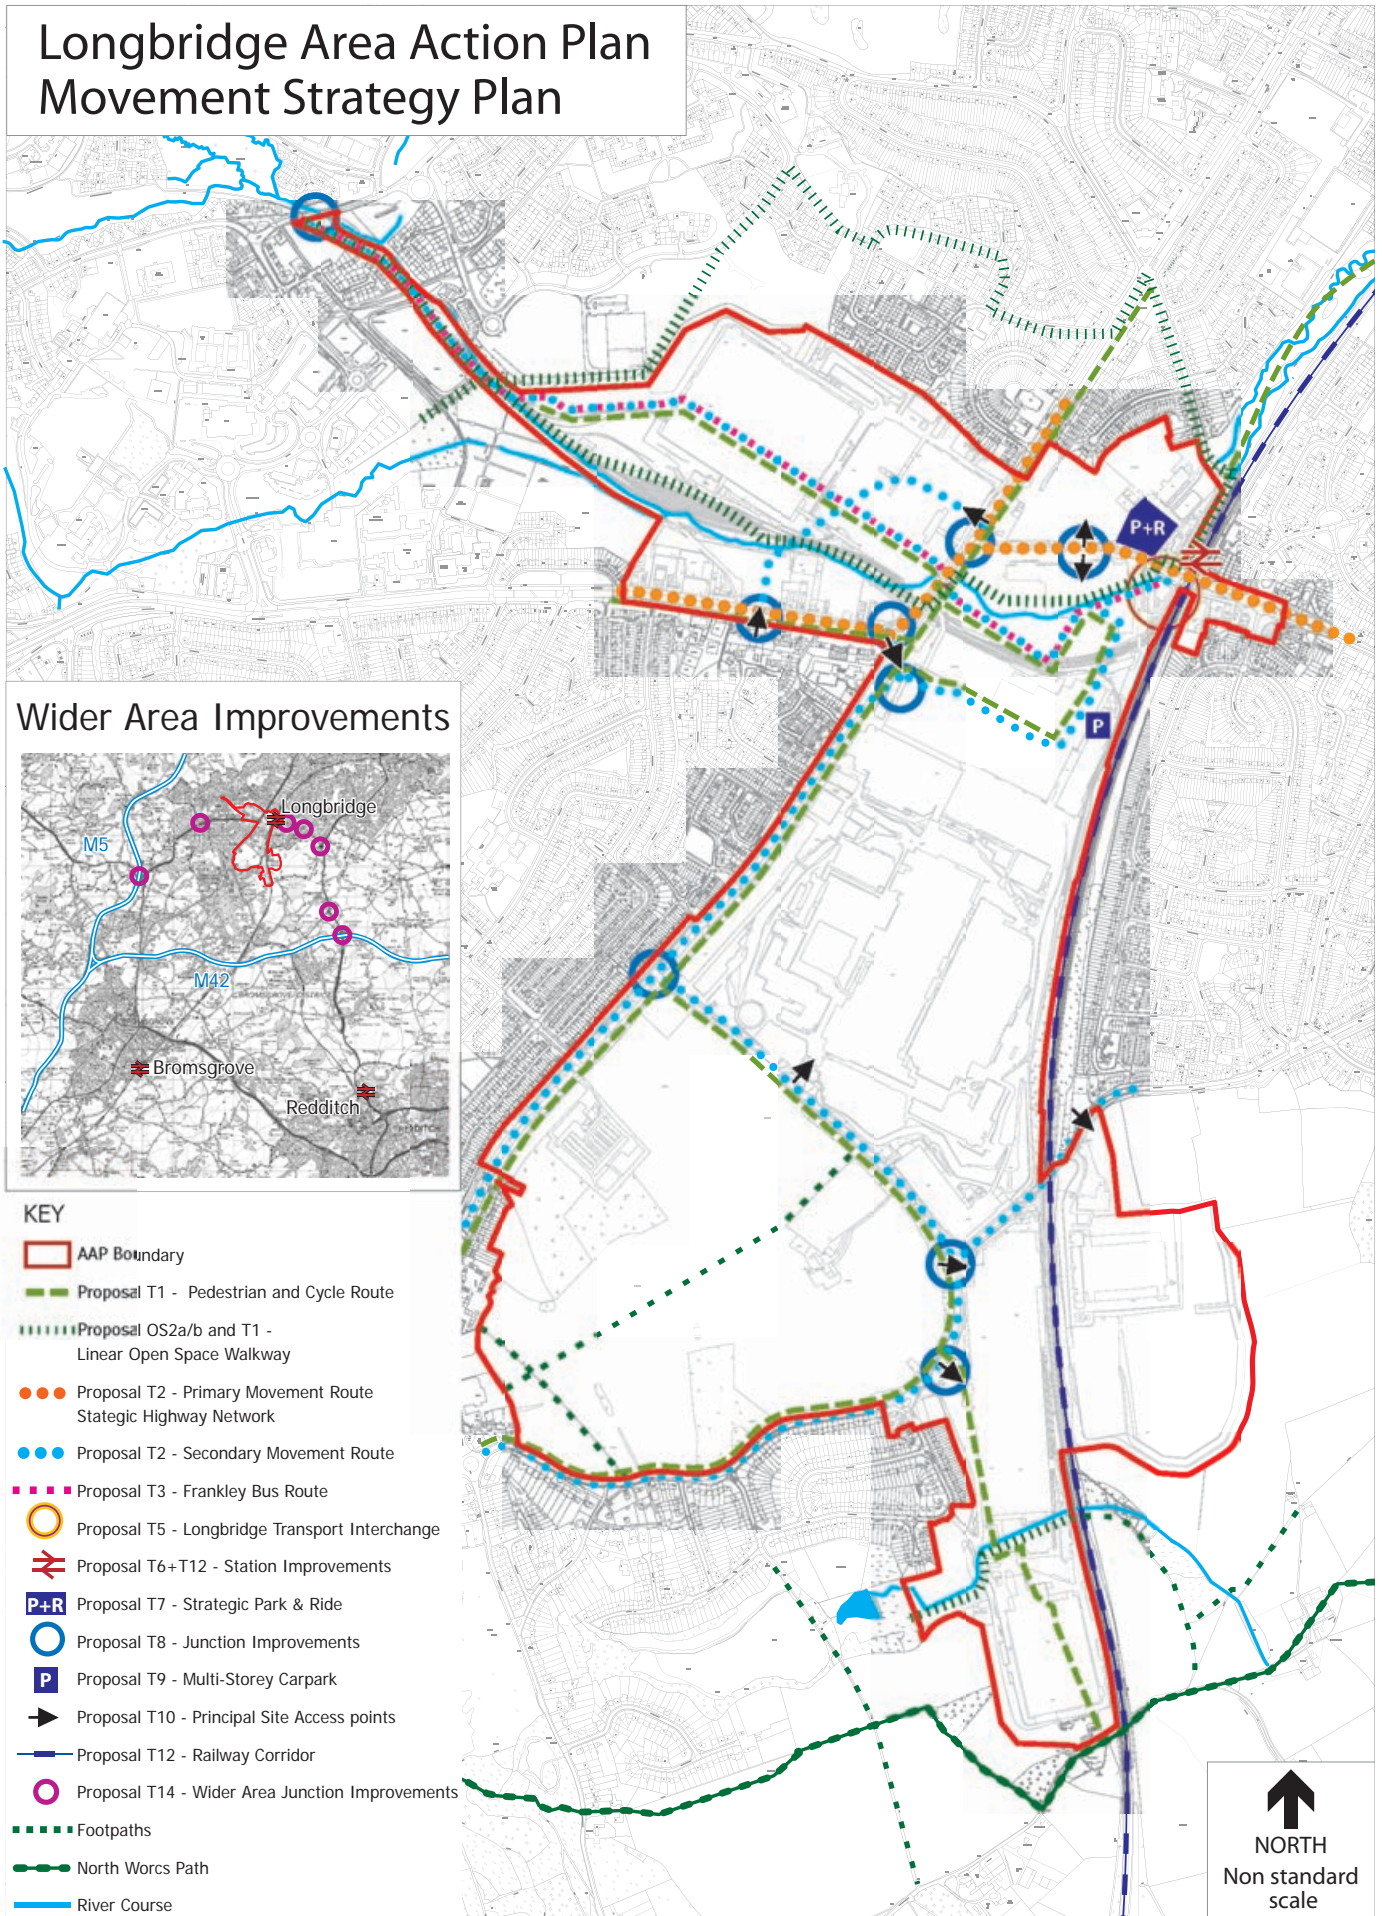 Longbridge Area Action Plan
Movement Strategy Plan
P+R
P
Wider Area Improvements
Longbridge
M5
M42
Bromsgrove
Redditch
KEY
AAP Boundary
Proposal T1 - Pedestrian and Cycle Route
Proposal OS2a/b and T1 -
Linear Open Space Walkway
Proposal T2 - Primary Movement Route
Stategic Highway Network
Proposal T2 - Secondary Movement Route
Proposal T3 - Frankley Bus Route
Proposal T5 - Longbridge Transport Interchange
Proposal T6+T12 - Station Improvements
P+R Proposal T7 - Strategic Park & Ride
Proposal T8 - Junction Improvements
P Proposal T9 - Multi-Storey Carpark
Proposal T10 - Principal Site Access points
Proposal T12 - Railway Corridor
Proposal T14 - Wider Area Junction Improvements
Footpaths
North Worcs Path
River Course
NORTH
Non standard
scale